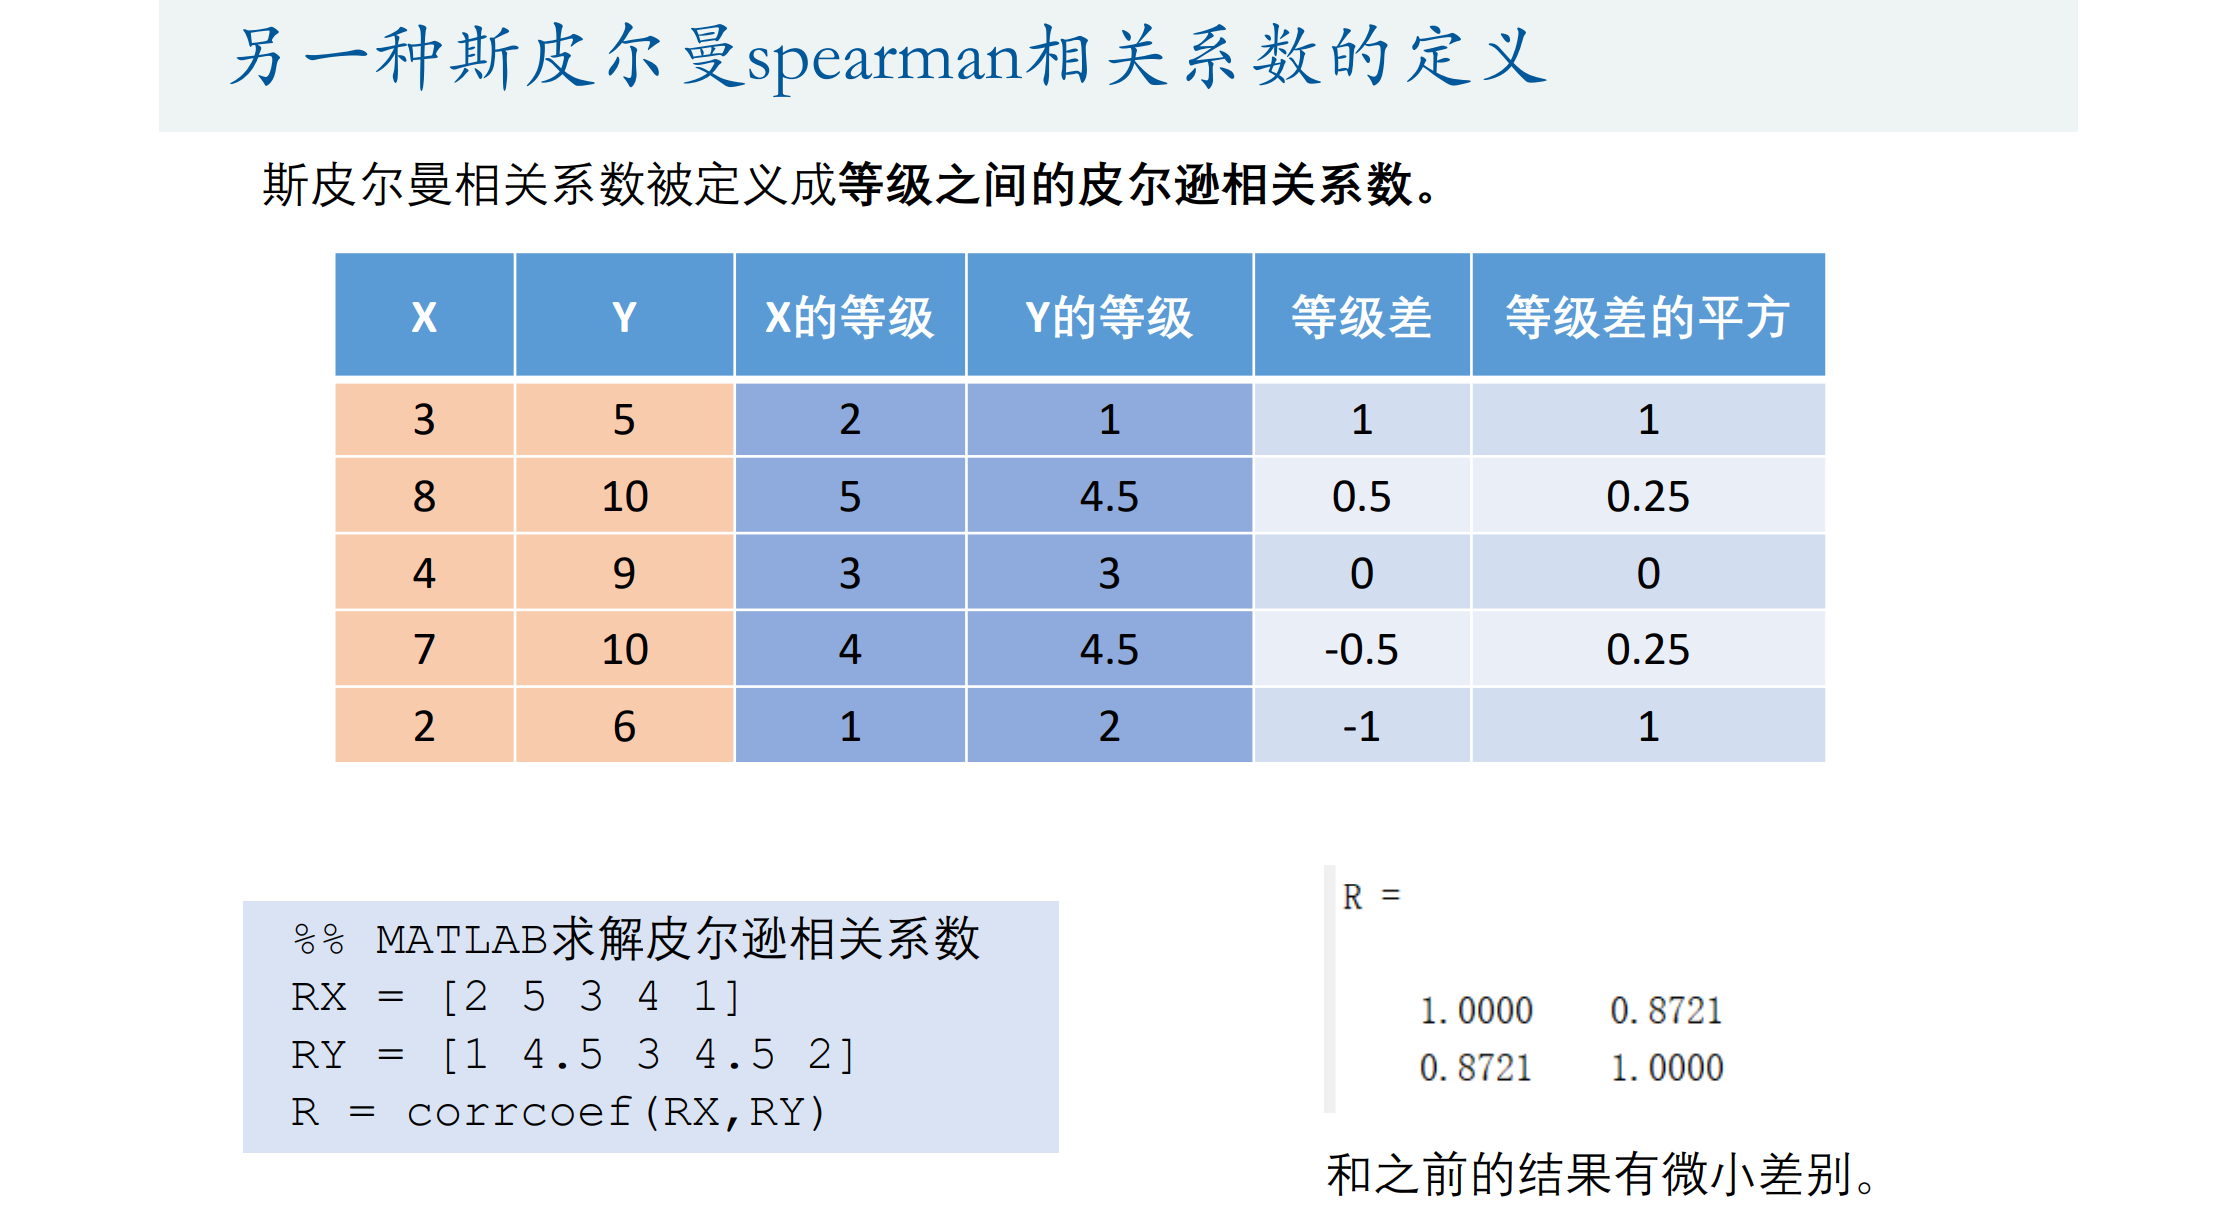 另一种斯皮尔曼spearman相关系数的定义
斯皮尔曼相关系数被定义成等级之间的皮尔逊相关系数。
X Y X的等级 Y的等级 等级差 等级差的平方
3 5 2 1 1 1
8 10 5 4.5 0.5 0.25
4 9 3 3 0 0
7 10 4 4.5 -0.5 0.25
2 6 1 2 -1 1
%% MATLAB求解皮尔逊相关系数
RX = [2 5 3 4 1]
RY = [1 4.5 3 4.5 2]
R = corrcoef(RX,RY)
R =
1.0000 0.8721
0.8721 1.0000
和之前的结果有微小差别。